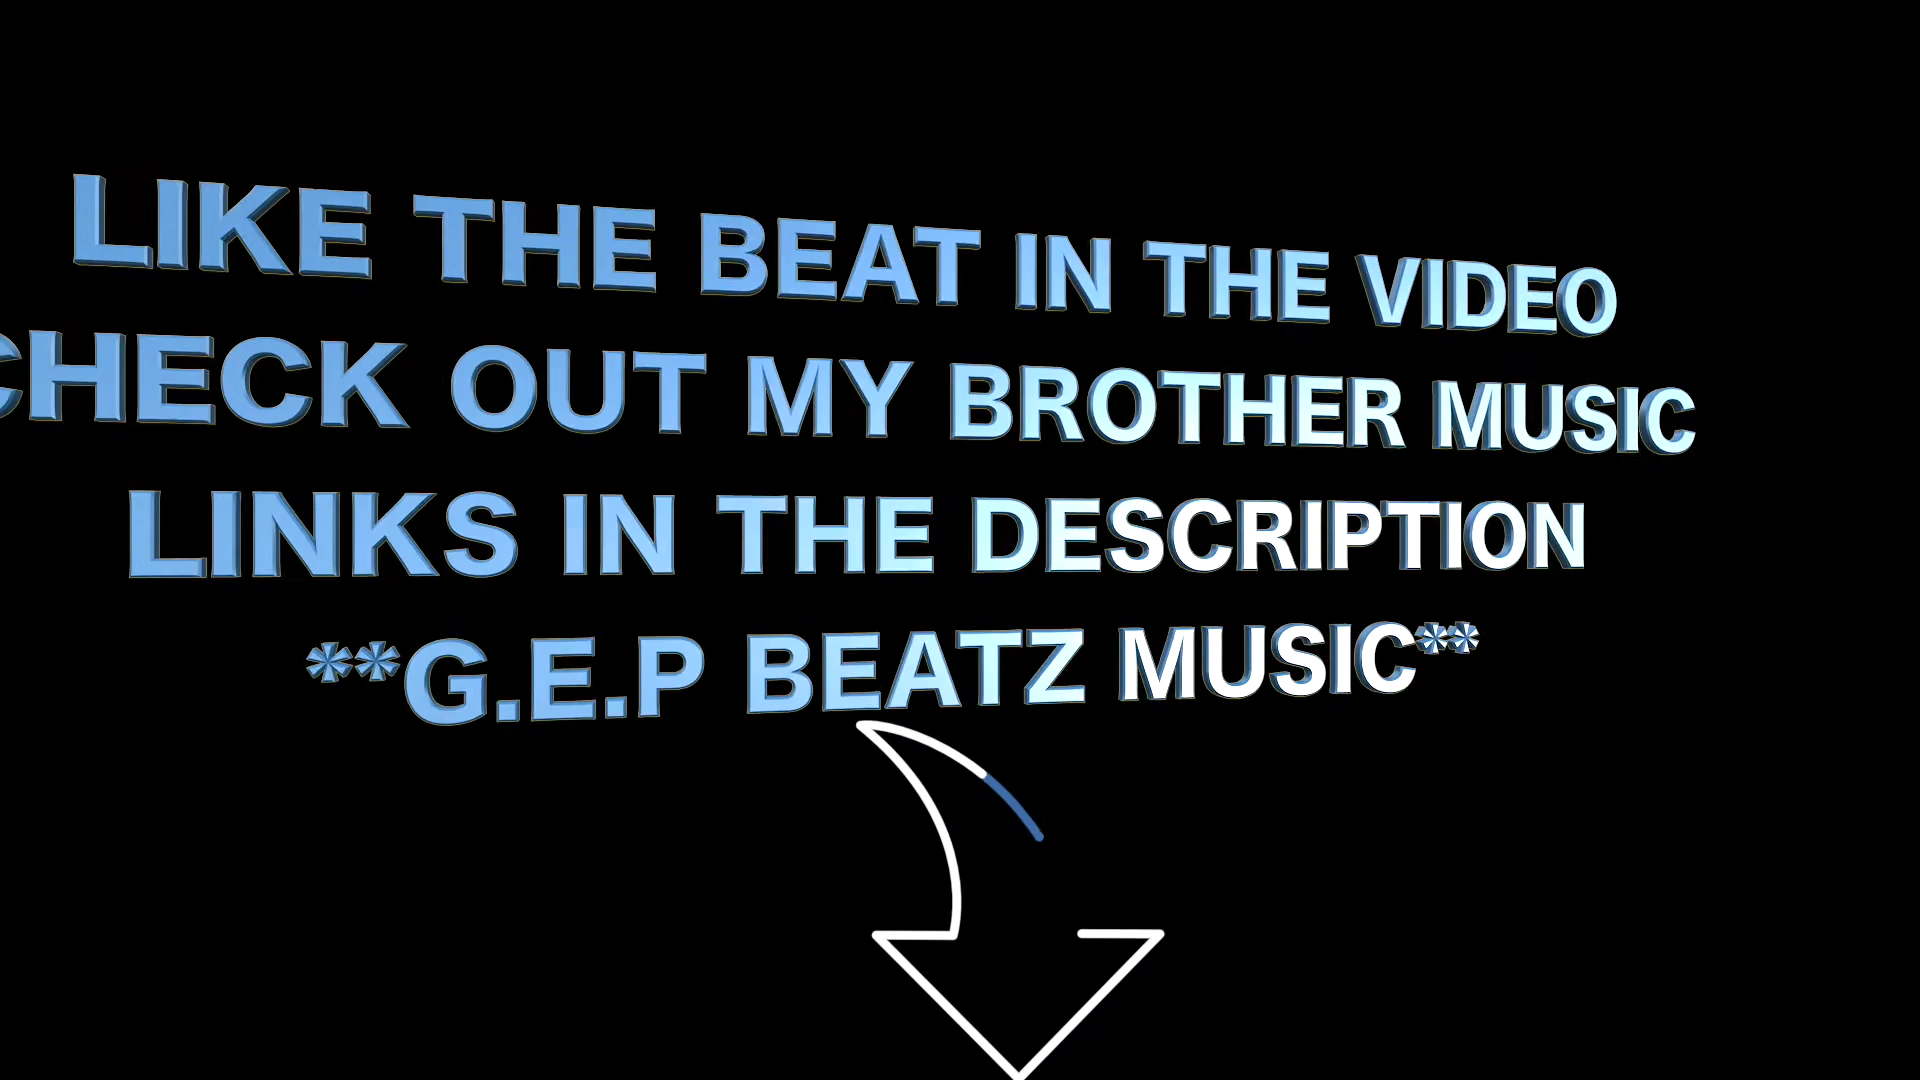 LIKE THE BEAT IN THE VIDEO
CHECK OUT MY BROTHER MUSIC
LINKS IN THE DESCRIPTION
**G.E.P BEATZ MUSIC**